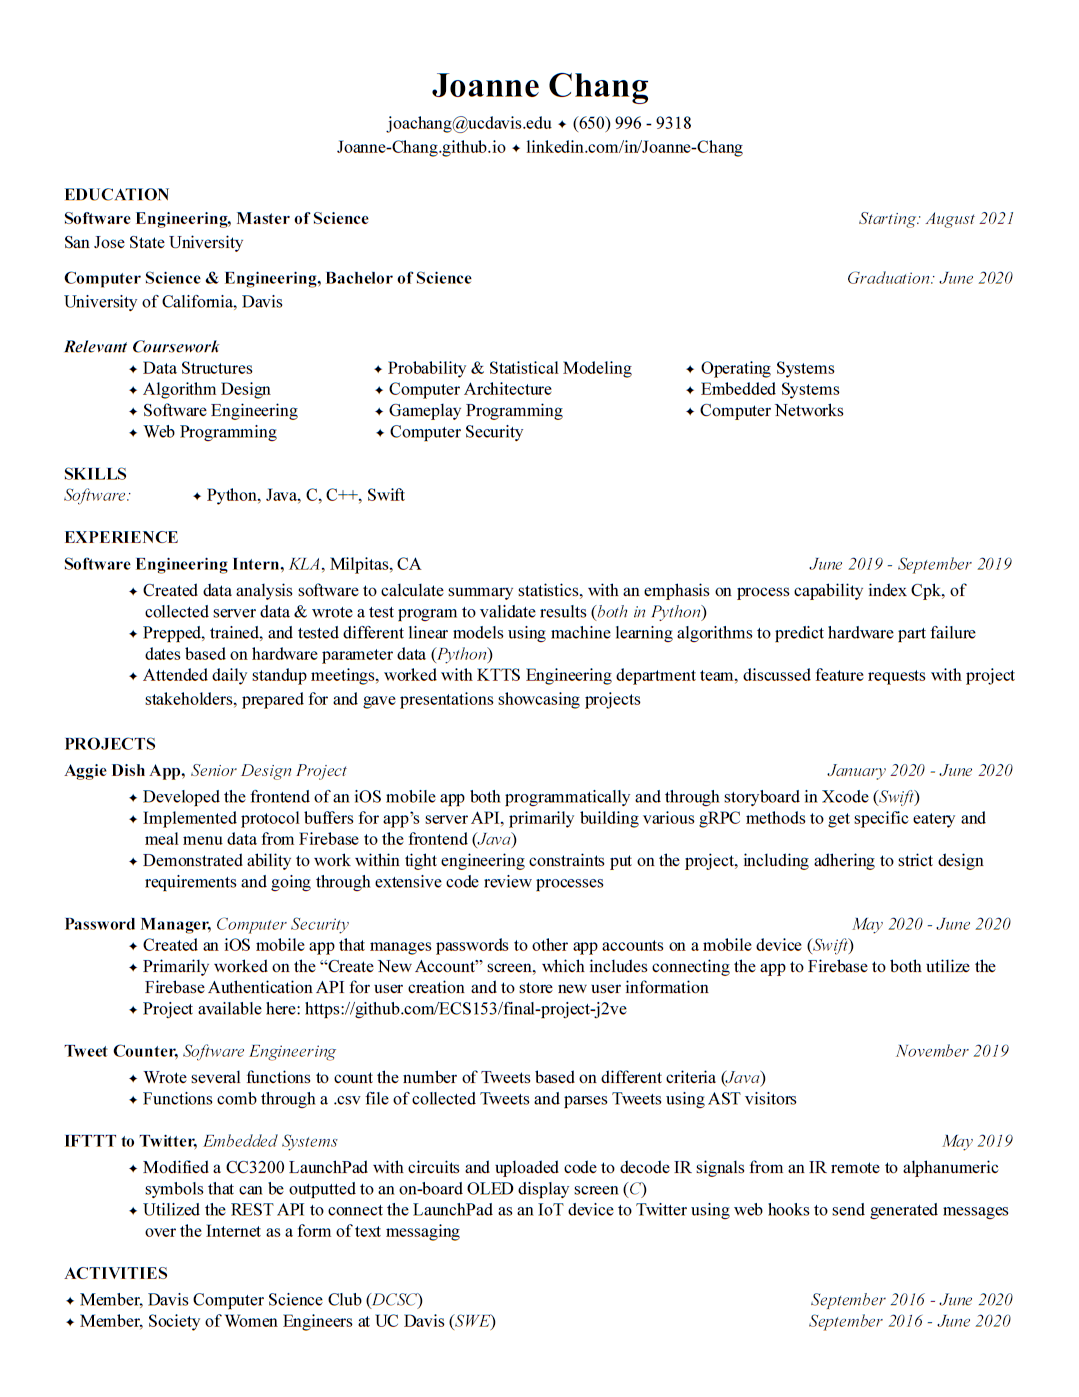 Joanne Chang
joachang@ucdavis.edu ✦ (650) 996 - 9318
Joanne-Chang.github.io ✦ linkedin.com/in/Joanne-Chang
EDUCATION
Software Engineering, Master of Science Starting: August 2021
San Jose State University
Computer Science & Engineering, Bachelor of Science Graduation: June 2020
University of California, Davis
Relevant Coursework
✦ Data Structures ✦ Probability & Statistical Modeling ✦ Operating Systems
✦ Algorithm Design ✦ Computer Architecture ✦ Embedded Systems
✦ Software Engineering ✦ Gameplay Programming ✦ Computer Networks
✦ Web Programming ✦ Computer Security
SKILLS
Software: ✦ Python, Java, C, C++, Swift
EXPERIENCE
Software Engineering Intern, KLA, Milpitas, CA June 2019 - September 2019
✦ Created data analysis software to calculate summary statistics, with an emphasis on process capability index Cpk, of
collected server data & wrote a test program to validate results (both in Python)
✦ Prepped, trained, and tested different linear models using machine learning algorithms to predict hardware part failure
dates based on hardware parameter data (Python)
✦ Attended daily standup meetings, worked with KTTS Engineering department team, discussed feature requests with project
stakeholders, prepared for and gave presentations showcasing projects
PROJECTS
Aggie Dish App, Senior Design Project January 2020 - June 2020
✦ Developed the frontend of an iOS mobile app both programmatically and through storyboard in Xcode (Swift)
✦ Implemented protocol buffers for app's server API, primarily building various gRPC methods to get specific eatery and
meal menu data from Firebase to the frontend (Java)
✦ Demonstrated ability to work within tight engineering constraints put on the project, including adhering to strict design
requirements and going through extensive code review processes
Password Manager, Computer Security May 2020 - June 2020
✦ Created an iOS mobile app that manages passwords to other app accounts on a mobile device (Swift)
✦ Primarily worked on the “Create New Account” screen, which includes connecting the app to Firebase to both utilize the
Firebase Authentication API for user creation and to store new user information
✦ Project available here: https://github.com/ECS153/final-project-j2ve
Tweet Counter, Software Engineering November 2019
✦ Wrote several functions to count the number of Tweets based on different criteria (Java)
✦ Functions comb through a .csv file of collected Tweets and parses Tweets using AST visitors
IFTTT to Twitter, Embedded Systems May 2019
✦ Modified a CC3200 LaunchPad with circuits and uploaded code to decode IR signals from an IR remote to alphanumeric
symbols that can be outputted to an on-board OLED display screen (C)
✦ Utilized the REST API to connect the LaunchPad as an IoT device to Twitter using web hooks to send generated messages
over the Internet as a form of text messaging
ACTIVITIES
✦ Member, Davis Computer Science Club (DCSC) September 2016 - June 2020
✦ Member, Society of Women Engineers at UC Davis (SWE) September 2016 - June 2020